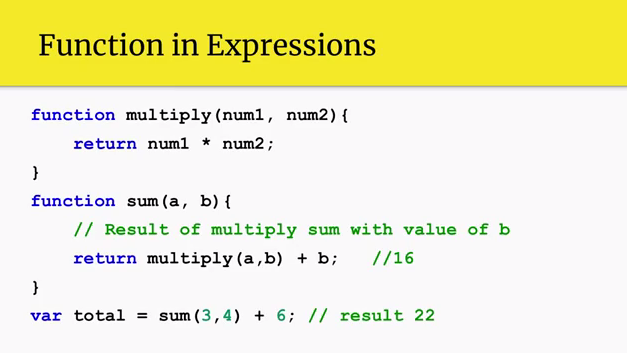 Function in Expressions
function multiply(num1, num2){
    return num1 * num2;
}
function sum(a, b){
    // Result of multiply sum with value of b
    return multiply(a,b) + b;   //16
}
var total = sum(3,4) + 6; // result 22